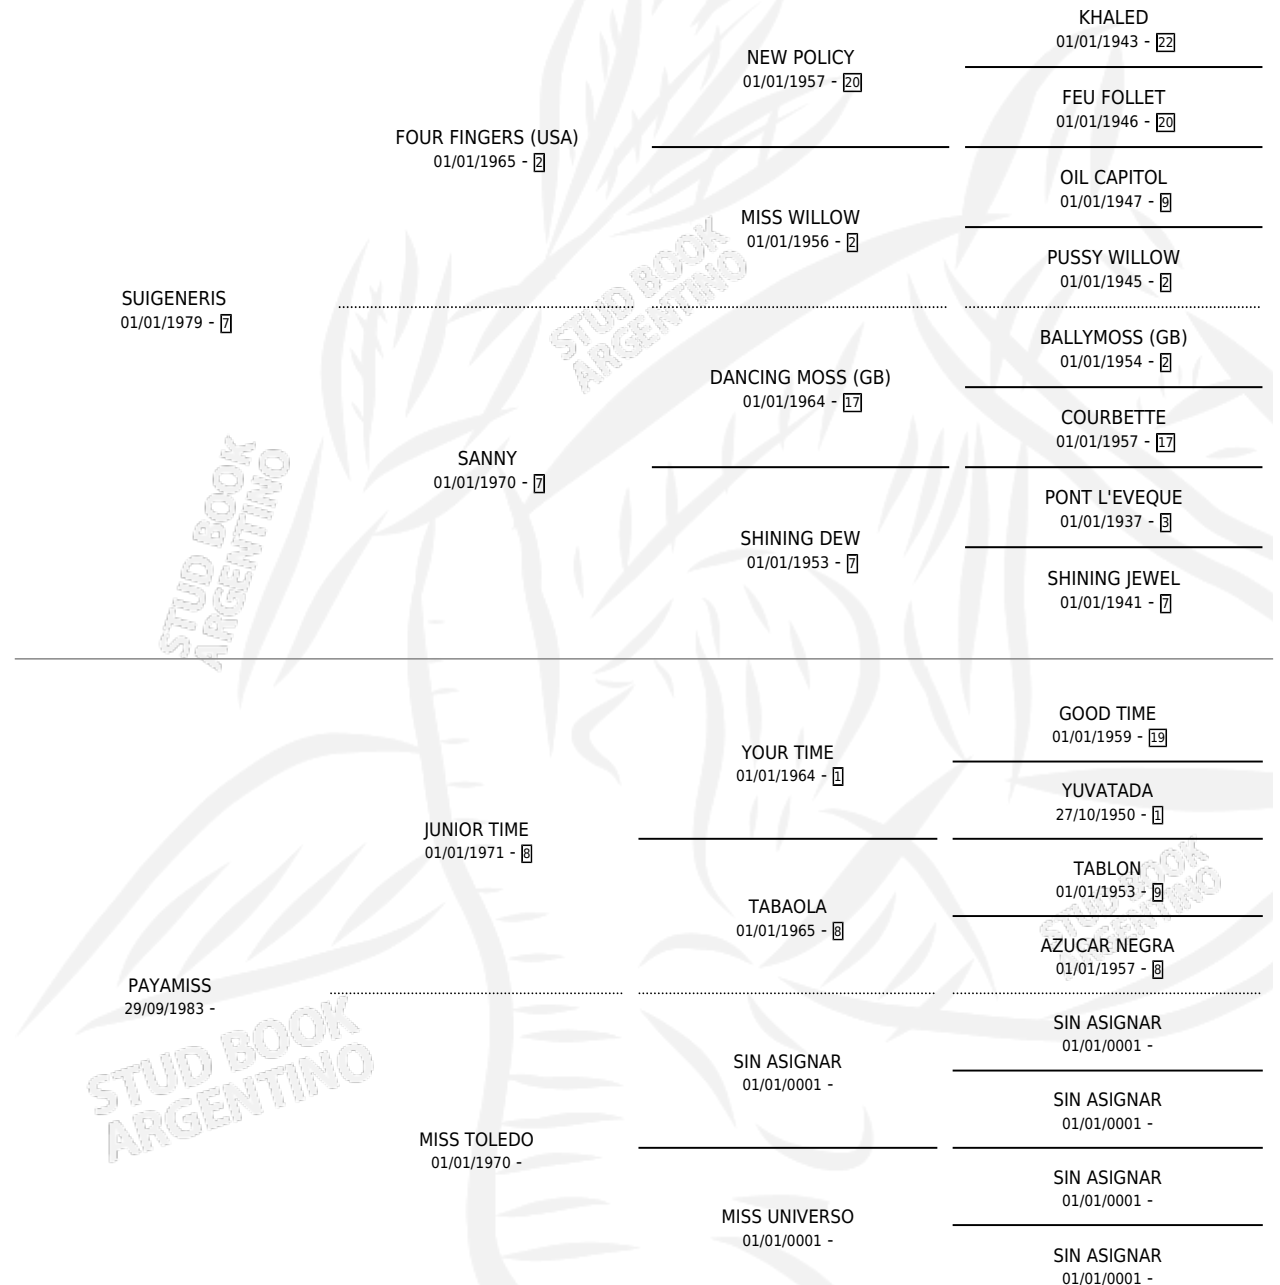 KHALED
01/01/1943 - 22
NEW POLICY
01/01/1957 - 20
FEU FOLLET
01/01/1946 - 20
FOUR FINGERS (USA)
01/01/1965 - 2
OIL CAPITOL
01/01/1947 - 9
MISS WILLOW
01/01/1956 - 2
PUSSY WILLOW
01/01/1945 - 2
SUIGENERIS
01/01/1979 - 7
BALLYMOSS (GB)
01/01/1954 - 2
DANCING MOSS (GB)
01/01/1964 - 17
COURBETTE
01/01/1957 - 17
SANNY
01/01/1970 - 7
PONT L'EVEQUE
01/01/1937 - 3
SHINING DEW
01/01/1953 - 7
SHINING JEWEL
01/01/1941 - 7
GOOD TIME
01/01/1959 - 19
YOUR TIME
01/01/1964 - 1
YUVATADA
27/10/1950 - 1
JUNIOR TIME
01/01/1971 - 8
TABLON
01/01/1953 - 9
TABAOLA
01/01/1965 - 8
AZUCAR NEGRA
01/01/1957 - 8
PAYAMISS
29/09/1983 -
SIN ASIGNAR
01/01/0001 -
SIN ASIGNAR
01/01/0001 -
SIN ASIGNAR
01/01/0001 -
MISS TOLEDO
01/01/1970 -
SIN ASIGNAR
01/01/0001 -
MISS UNIVERSO
01/01/0001 -
SIN ASIGNAR
01/01/0001 -
STUD BOOK
ARGENTINO
STUD BOOK
ARGENTINO
STUD BOOK
ARGENTINO
STUD BOOK
ARGENTINO